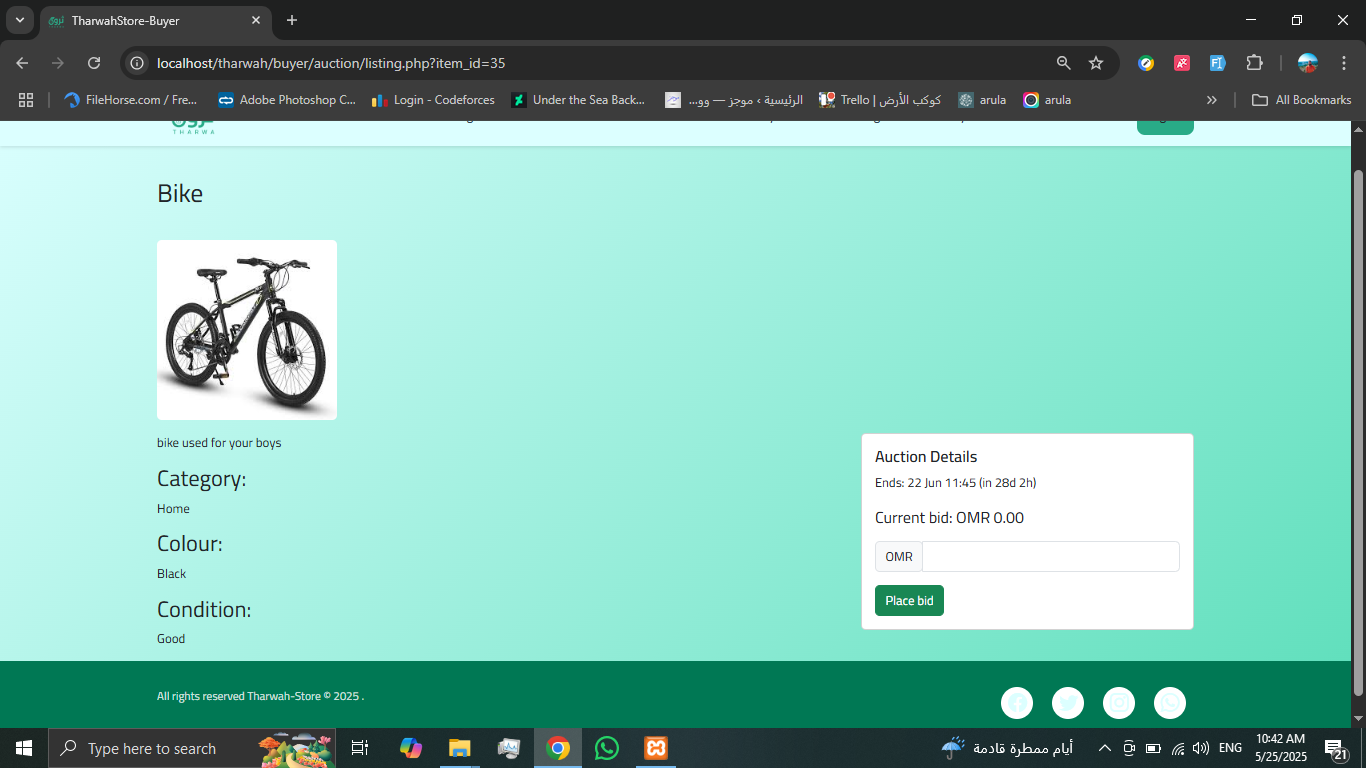 TharwahStore-Buyer
localhost/tharwah/buyer/auction/listing.php?item_id=35
FileHorse.com / Fre...
Adobe Photoshop C...
Login - Codeforces
Under the Sea Back...
الرئيسية › موجز — وو...
Trello | كوكب الأرض
arula
arula
All Bookmarks
THARWA
Bike
bike used for your boys
Category:
Home
Colour:
Black
Condition:
Good
Auction Details
Ends: 22 Jun 11:45 (in 28d 2h)
Current bid: OMR 0.00
OMR
Place bid
All rights reserved Tharwah-Store © 2025 .
Type here to search
أيام ممطرة قادمة
ENG
10:42 AM
5/25/2025
21